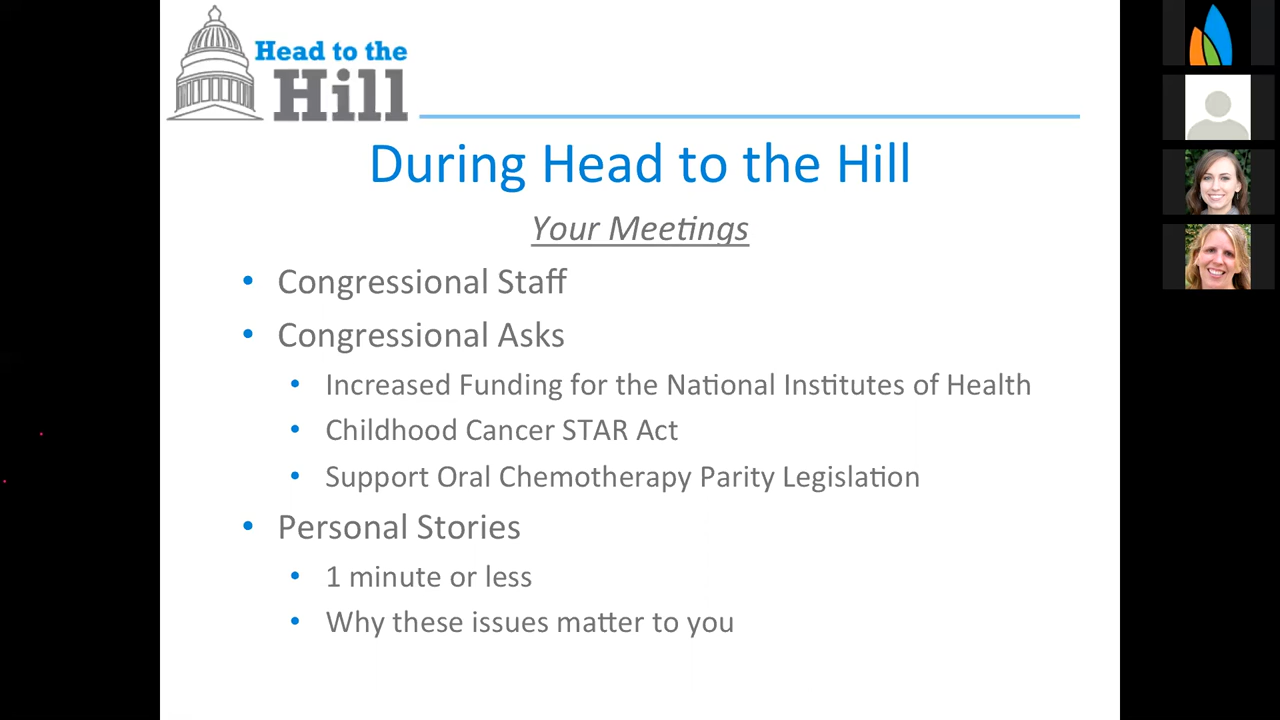 Head to the
Hill
During Head to the Hill
Your Meetings
• Congressional Staff
• Congressional Asks
• Increased Funding for the National Institutes of Health
• Childhood Cancer STAR Act
• Support Oral Chemotherapy Parity Legislation
• Personal Stories
• 1 minute or less
• Why these issues matter to you